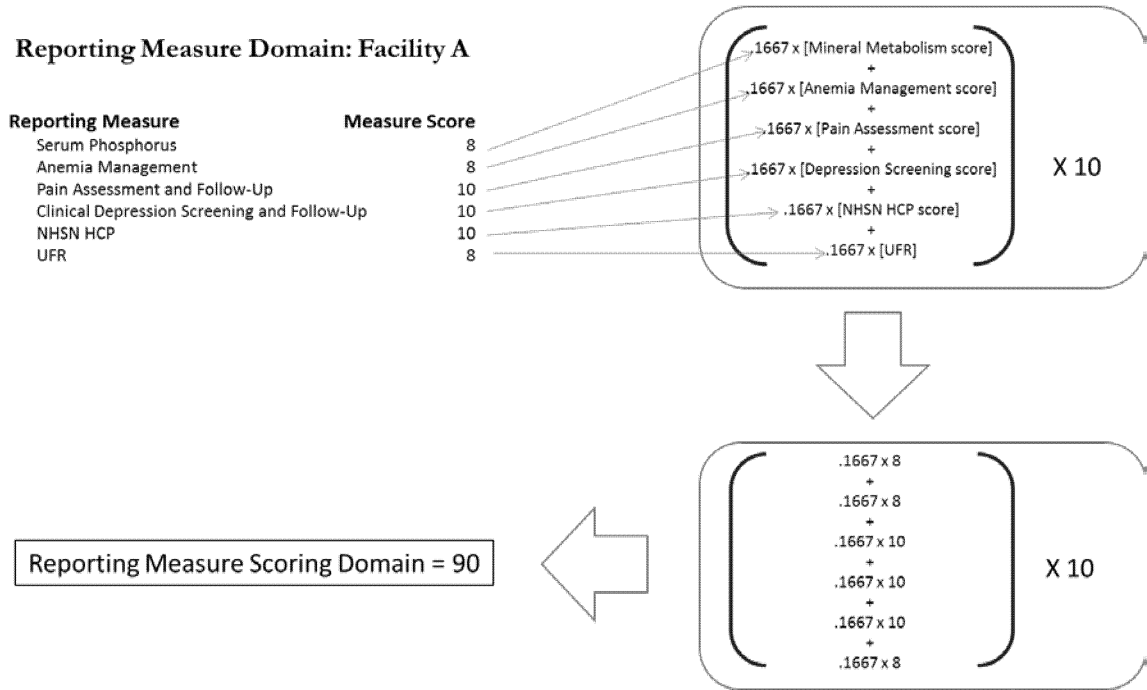 Reporting Measure Domain: Facility A
Reporting Measure Measure Score
Serum Phosphorus 8
Anemia Management 8
Pain Assessment and Follow-Up 10
Clinical Depression Screening and Follow-Up 10
NHSN HCP 10
UFR 8
.1667 x [Mineral Metabolism score]
+
.1667 x [Anemia Management score]
+
.1667 x [Pain Assessment score]
+
.1667 x [Depression Screening score]
+
.1667 x [NHSN HCP score]
+
.1667 x [UFR]
X 10
.1667 x 8
+
.1667 x 8
+
.1667 x 10
+
.1667 x 10
+
.1667 x 10
+
.1667 x 8
X 10
Reporting Measure Scoring Domain = 90